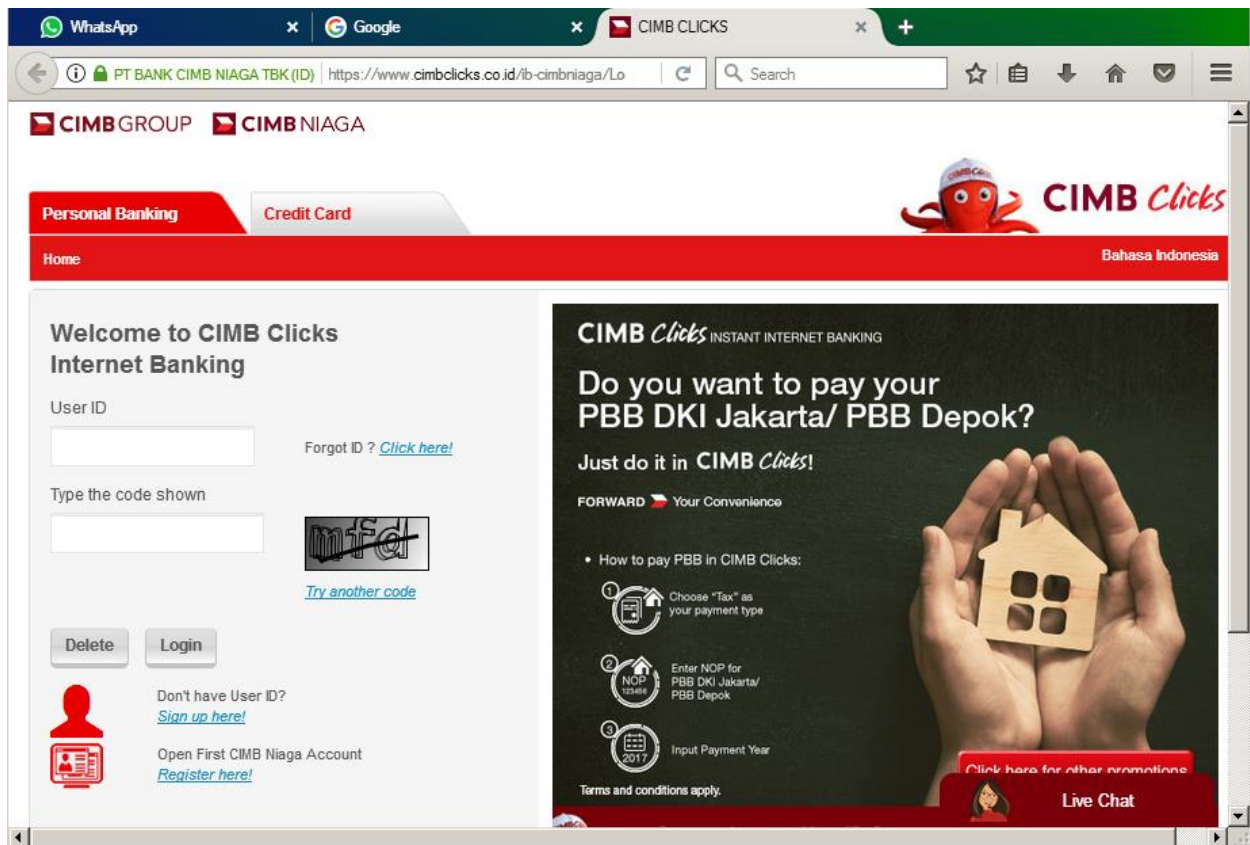 WhatsApp
Google
CIMB CLICKS
PT BANK CIMB NIAGA TBK (ID)
https://www.cimbclicks.co.id/ib-cimbniaga/Lo
Search
CIMB GROUP
CIMB NIAGA
Personal Banking
Credit Card
CIMB Clicks
Home
Bahasa Indonesia
Welcome to CIMB Clicks
Internet Banking
User ID
Forgot ID ? Click here!
Type the code shown
mfd
Try another code
Delete
Login
Don't have User ID?
Sign up here!
Open First CIMB Niaga Account
Register here!
CIMB Clicks INSTANT INTERNET BANKING
Do you want to pay your
PBB DKI Jakarta/ PBB Depok?
Just do it in CIMB Clicks!
FORWARD Your Convenience
• How to pay PBB in CIMB Clicks:
1
Choose "Tax" as
your payment type
2
NOP
123456
Enter NOP for
PBB DKI Jakarta/
PBB Depok
3
2017
Input Payment Year
Terms and conditions apply.
Click here for other promotions
Live Chat